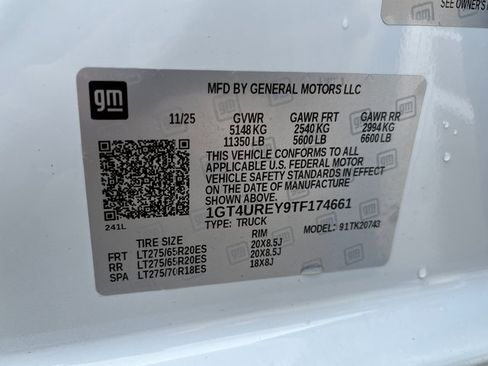 SEE OWNER'S
gm
MFD BY GENERAL MOTORS LLC
11/25 GVWR GAWR FRT GAWR RR
5148 KG 2540 KG 2994 KG
11350 LB 5600 LB 6600 LB
THIS VEHICLE CONFORMS TO ALL
APPLICABLE U.S. FEDERAL MOTOR
VEHICLE SAFETY STANDARDS IN EFFECT
ON THE DATE OF MANUFACTURE
SHOWN ABOVE.
1GT4UREY9TF174661
TYPE: TRUCK MODEL: 91TK20743
241L
TIRE SIZE RIM
FRT LT275/65R20ES 20X8.5J
RR LT275/65R20ES 20X8.5J
SPA LT275/70R18ES 18X8J